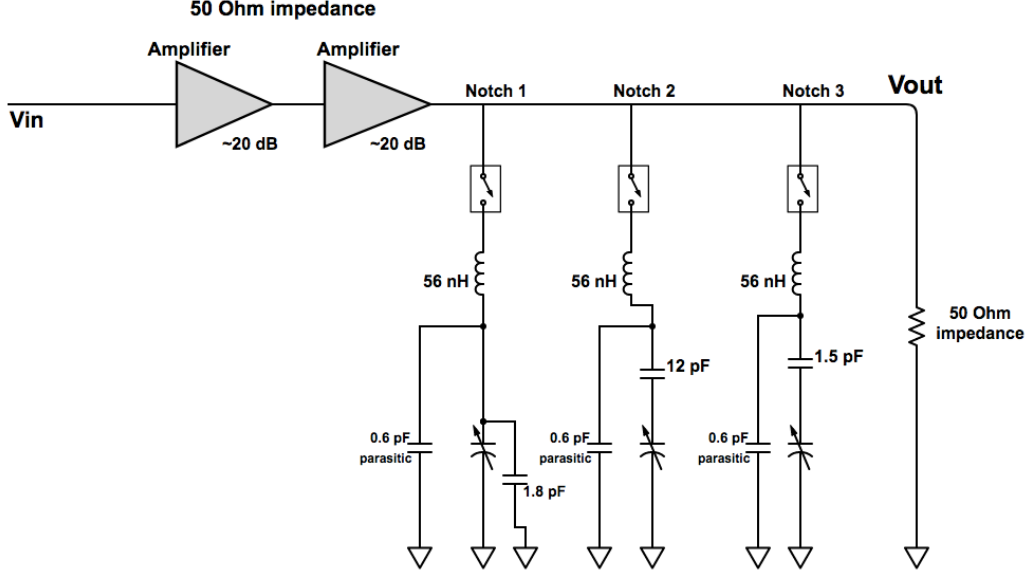 50 Ohm impedance
Amplifier
Amplifier
Notch 1
Notch 2
Notch 3
Vout
Vin
~20 dB
~20 dB
56 nH
56 nH
56 nH
50 Ohm
impedance
12 pF
1.5 pF
0.6 pF
parasitic
0.6 pF
parasitic
0.6 pF
parasitic
1.8 pF